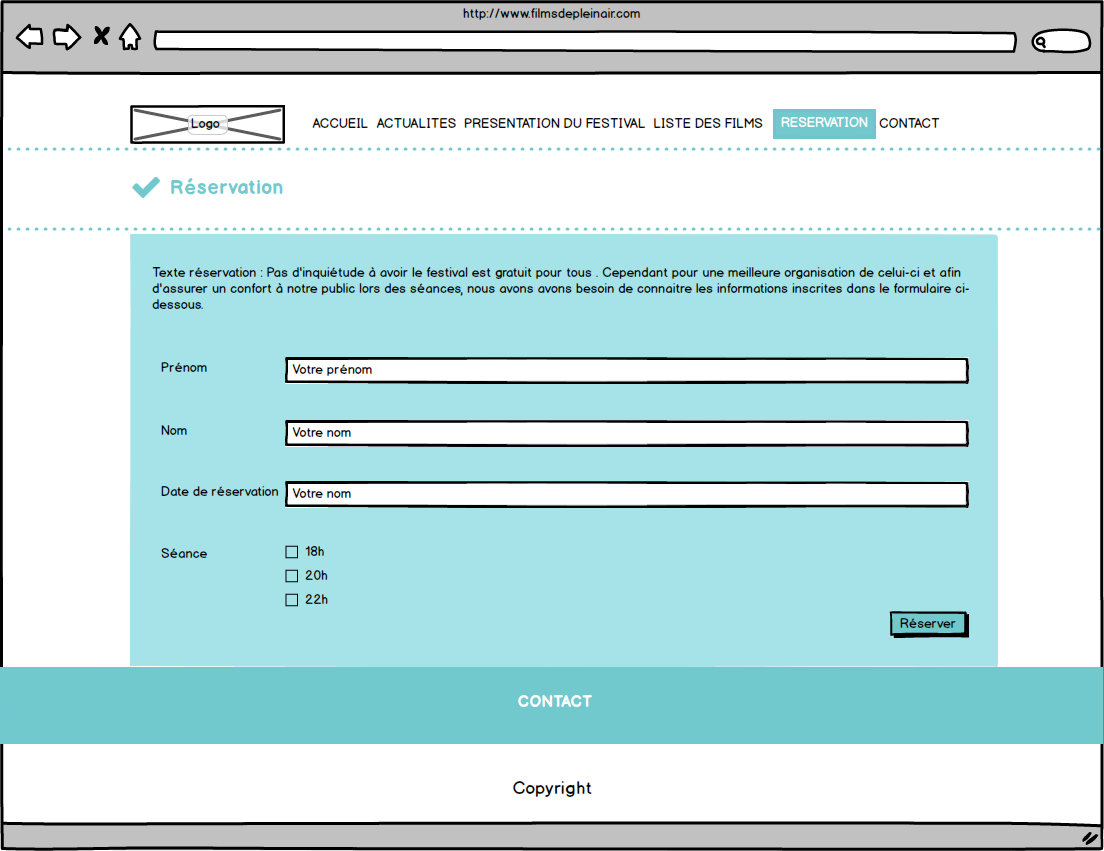 http://www.filmsdepleinair.com
Logo
ACCUEIL ACTUALITES PRESENTATION DU FESTIVAL LISTE DES FILMS RESERVATION CONTACT
Réservation
Texte réservation : Pas d'inquiétude à avoir le festival est gratuit pour tous . Cependant pour une meilleure organisation de celui-ci et afin
d'assurer un confort à notre public lors des séances, nous avons avons besoin de connaitre les informations inscrites dans le formulaire ci-
dessous.
Prénom Votre prénom
Nom Votre nom
Date de réservation Votre nom
Séance 18h
20h
22h
Réserver
CONTACT
Copyright